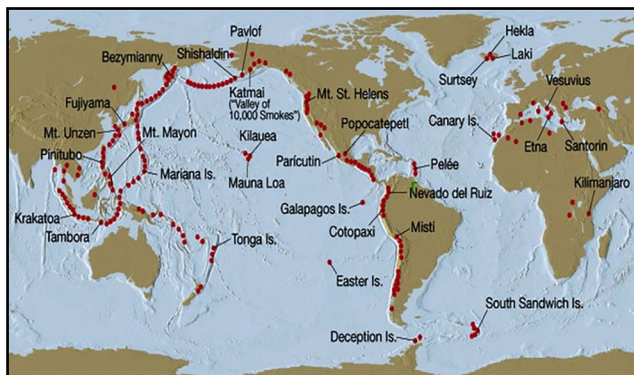 Hekla
Pavlof
Laki
Bezymianny
Shishaldin
Surtsey
Vesuvius
Katmai
("Valley of
10,000 Smokes")
Mt. St. Helens
Fujiyama
Mt. Unzen
Mt. Mayon
Kilauea
Popocatepetl
Canary Is.
Pinitubo
Etna
Santorin
Paricutin
Pelée
Mariana Is.
Mauna Loa
Nevado del Ruiz
Kilimanjaro
Galapagos Is.
Krakatoa
Cotopaxi
Misti
Tambora
Tonga Is.
Easter Is.
South Sandwich Is.
Deception Is.